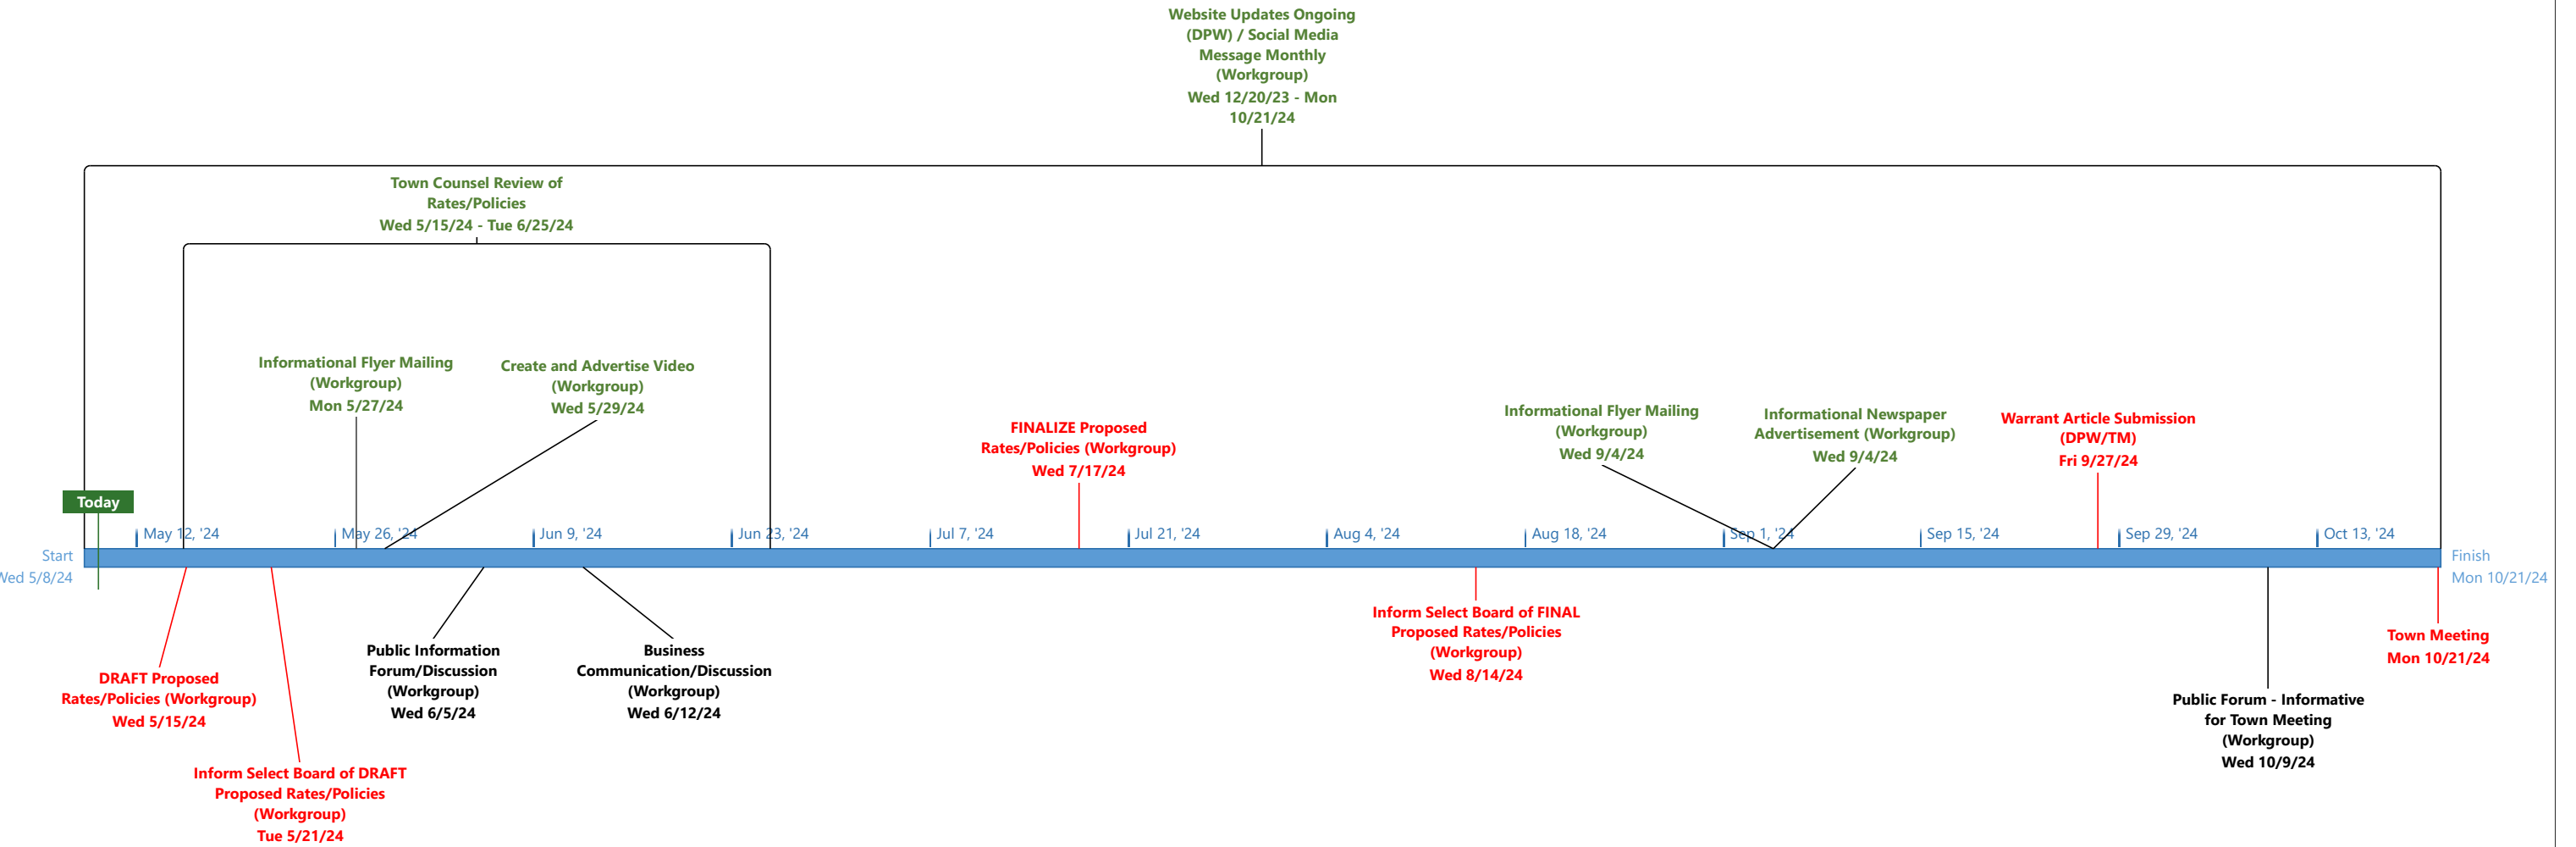 Website Updates Ongoing
(DPW) / Social Media
Message Monthly
(Workgroup)
Wed 12/20/23 - Mon
10/21/24
Town Counsel Review of
Rates/Policies
Wed 5/15/24 - Tue 6/25/24
Informational Flyer Mailing
(Workgroup)
Mon 5/27/24
Create and Advertise Video
(Workgroup)
Wed 5/29/24
FINALIZE Proposed
Rates/Policies (Workgroup)
Wed 7/17/24
Informational Flyer Mailing
(Workgroup)
Wed 9/4/24
Informational Newspaper
Advertisement (Workgroup)
Wed 9/4/24
Warrant Article Submission
(DPW/TM)
Fri 9/27/24
Today
May 12, '24
May 26, '24
Jun 9, '24
Jun 23, '24
Jul 7, '24
Jul 21, '24
Aug 4, '24
Aug 18, '24
Sep 1, '24
Sep 15, '24
Sep 29, '24
Oct 13, '24
Start
Wed 5/8/24
Finish
Mon 10/21/24
DRAFT Proposed
Rates/Policies (Workgroup)
Wed 5/15/24
Inform Select Board of DRAFT
Proposed Rates/Policies
(Workgroup)
Tue 5/21/24
Public Information
Forum/Discussion
(Workgroup)
Wed 6/5/24
Business
Communication/Discussion
(Workgroup)
Wed 6/12/24
Inform Select Board of FINAL
Proposed Rates/Policies
(Workgroup)
Wed 8/14/24
Public Forum - Informative
for Town Meeting
(Workgroup)
Wed 10/9/24
Town Meeting
Mon 10/21/24